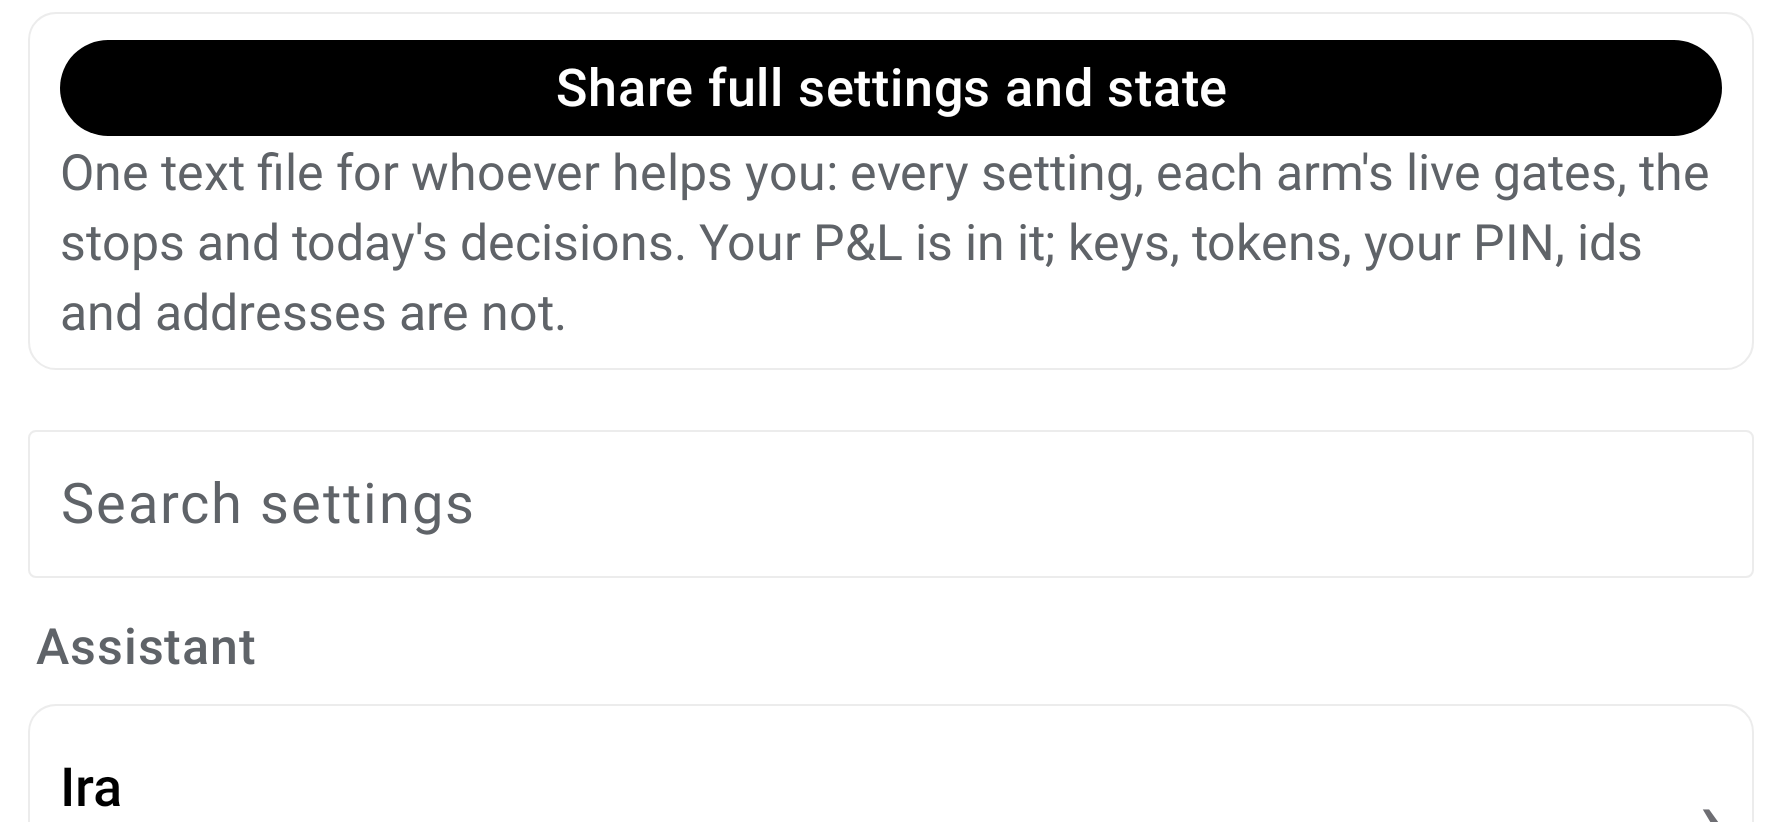 Share full settings and state
One text file for whoever helps you: every setting, each arm's live gates, the
stops and today's decisions. Your P&L is in it; keys, tokens, your PIN, ids
and addresses are not.
Search settings
Assistant
Ira